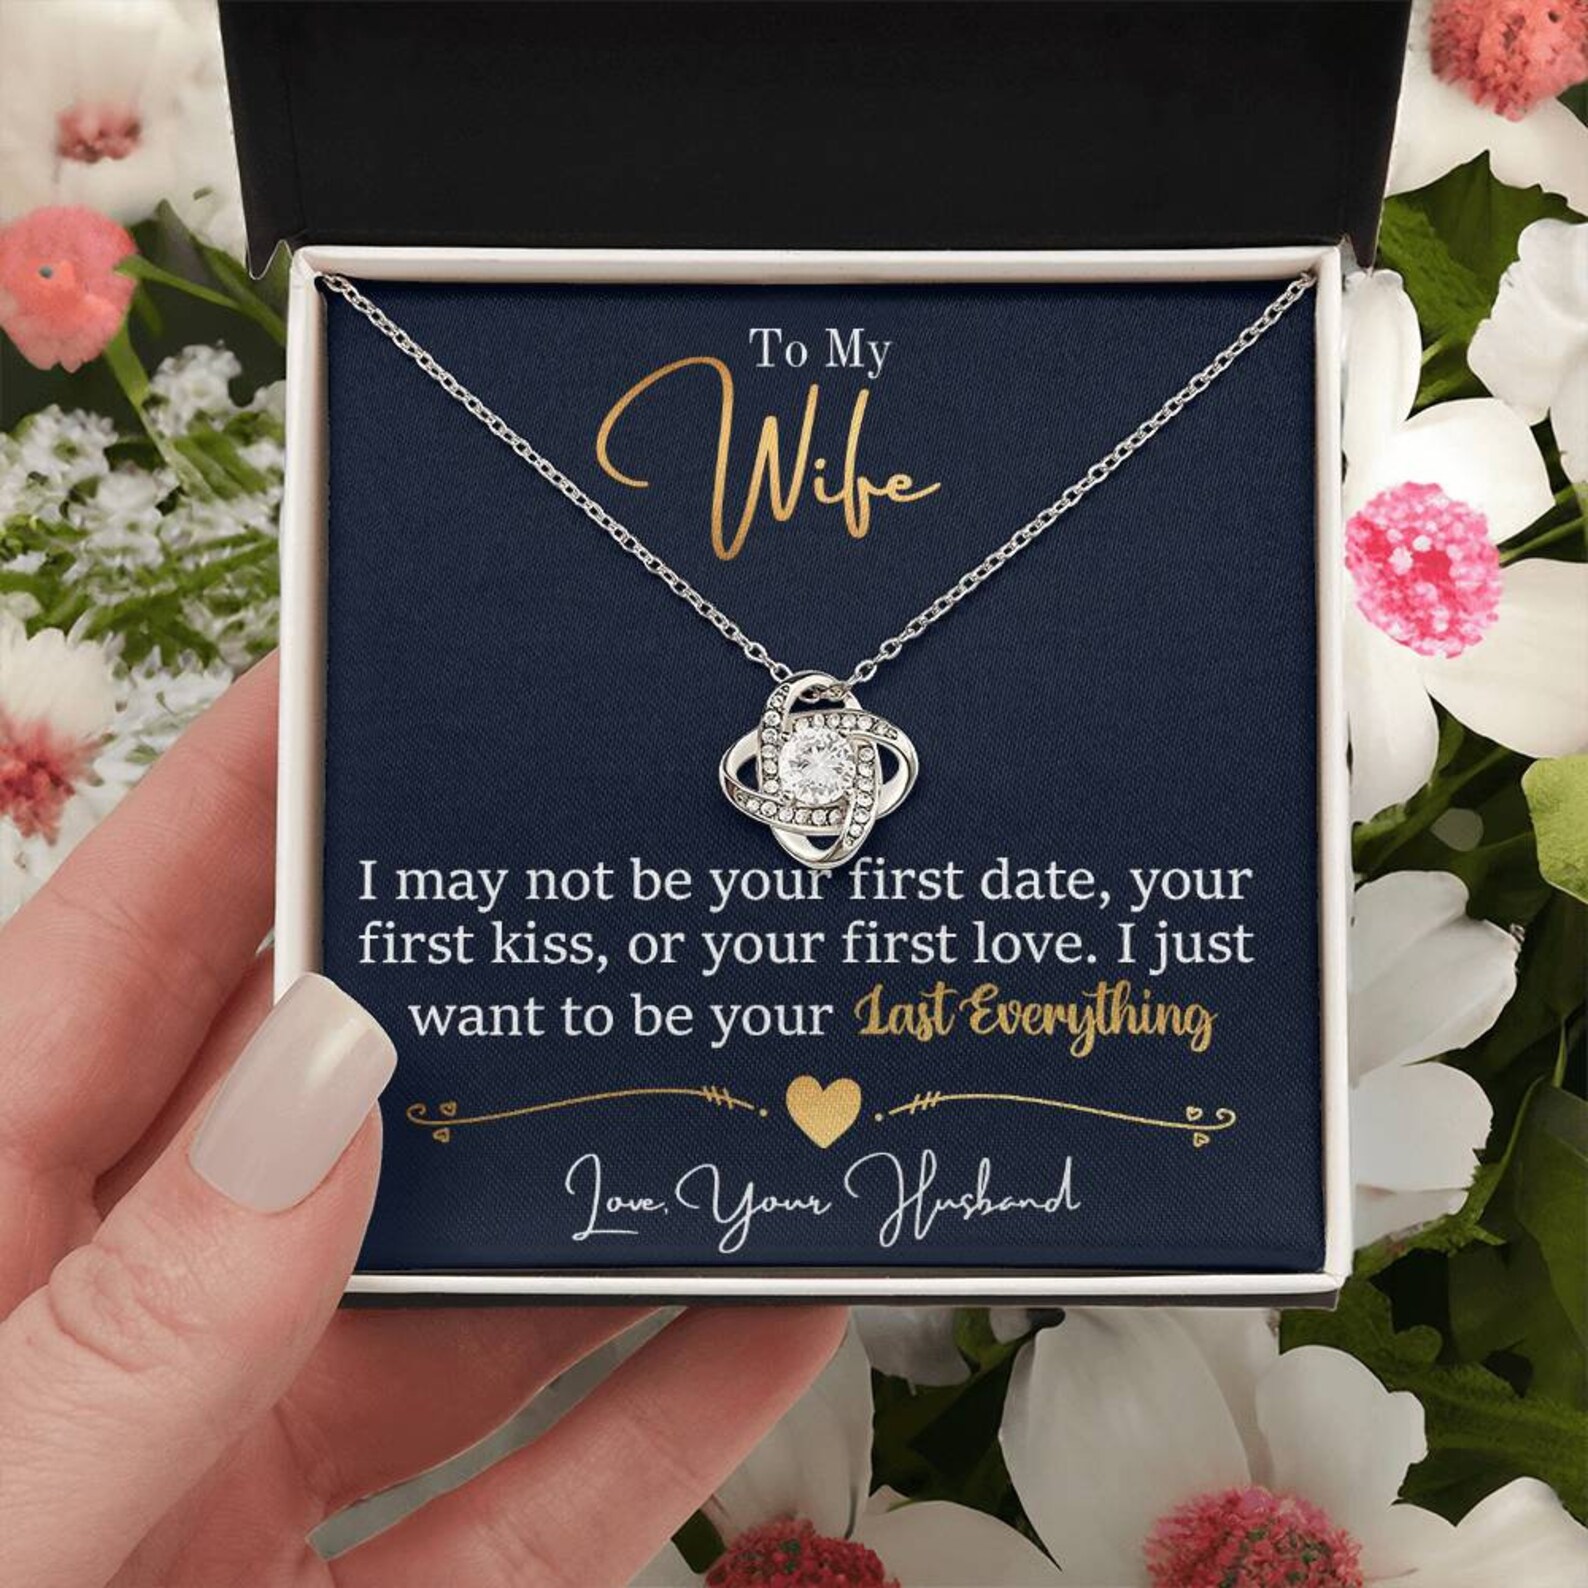 To My
Wife
I may not be your first date, your
first kiss, or your first love. I just
want to be your Last Everything
Love, Your Husband